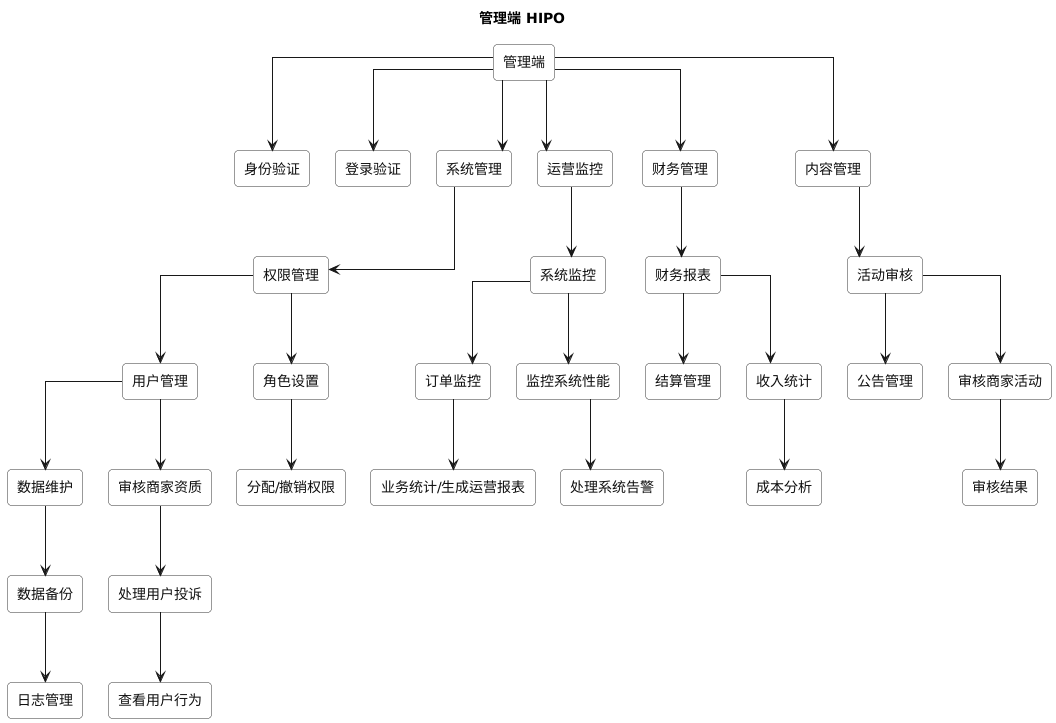 管理端 HIPO
管理端
身份验证
登录验证
系统管理
运营监控
财务管理
内容管理
权限管理
系统监控
财务报表
活动审核
用户管理
角色设置
订单监控
监控系统性能
结算管理
收入统计
公告管理
审核商家活动
数据维护
审核商家资质
分配/撤销权限
业务统计/生成运营报表
处理系统告警
成本分析
审核结果
数据备份
处理用户投诉
日志管理
查看用户行为